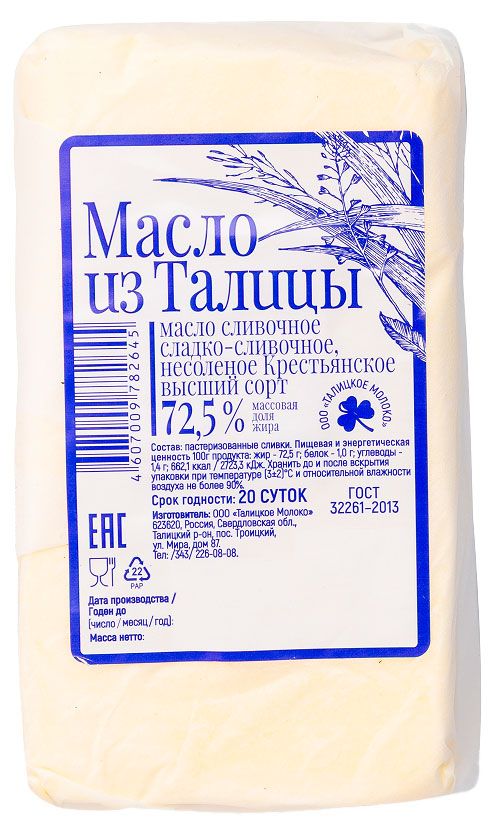 Масло
из Талицы
масло сливочное
сладко-сливочное,
несоленое Крестьянское
высший сорт
72,5% массовая
доля
жира
ООО «ТАЛИЦКОЕ МОЛОКО»
4607009782645
Состав: пастеризованные сливки. Пищевая и энергетическая
ценность 100г продукта: жир - 72,5 г; белок - 1,0 г; углеводы -
1,4 г; 662,1 ккал / 2723,3 кДж. Хранить до и после вскрытия
упаковки при температуре (3±2)°С и относительной влажности
воздуха не более 90%.
Срок годности: 20 СУТОК
ГОСТ
32261-2013
Изготовитель: ООО «Талицкое Молоко»
623620, Россия, Свердловская обл.,
Талицкий р-он, пос. Троицкий,
ул. Мира, дом 87.
Тел: /343/ 226-08-08.
EAC
22
PAP
Дата производства /
Годен до
(число / месяц / год):
Масса нетто: